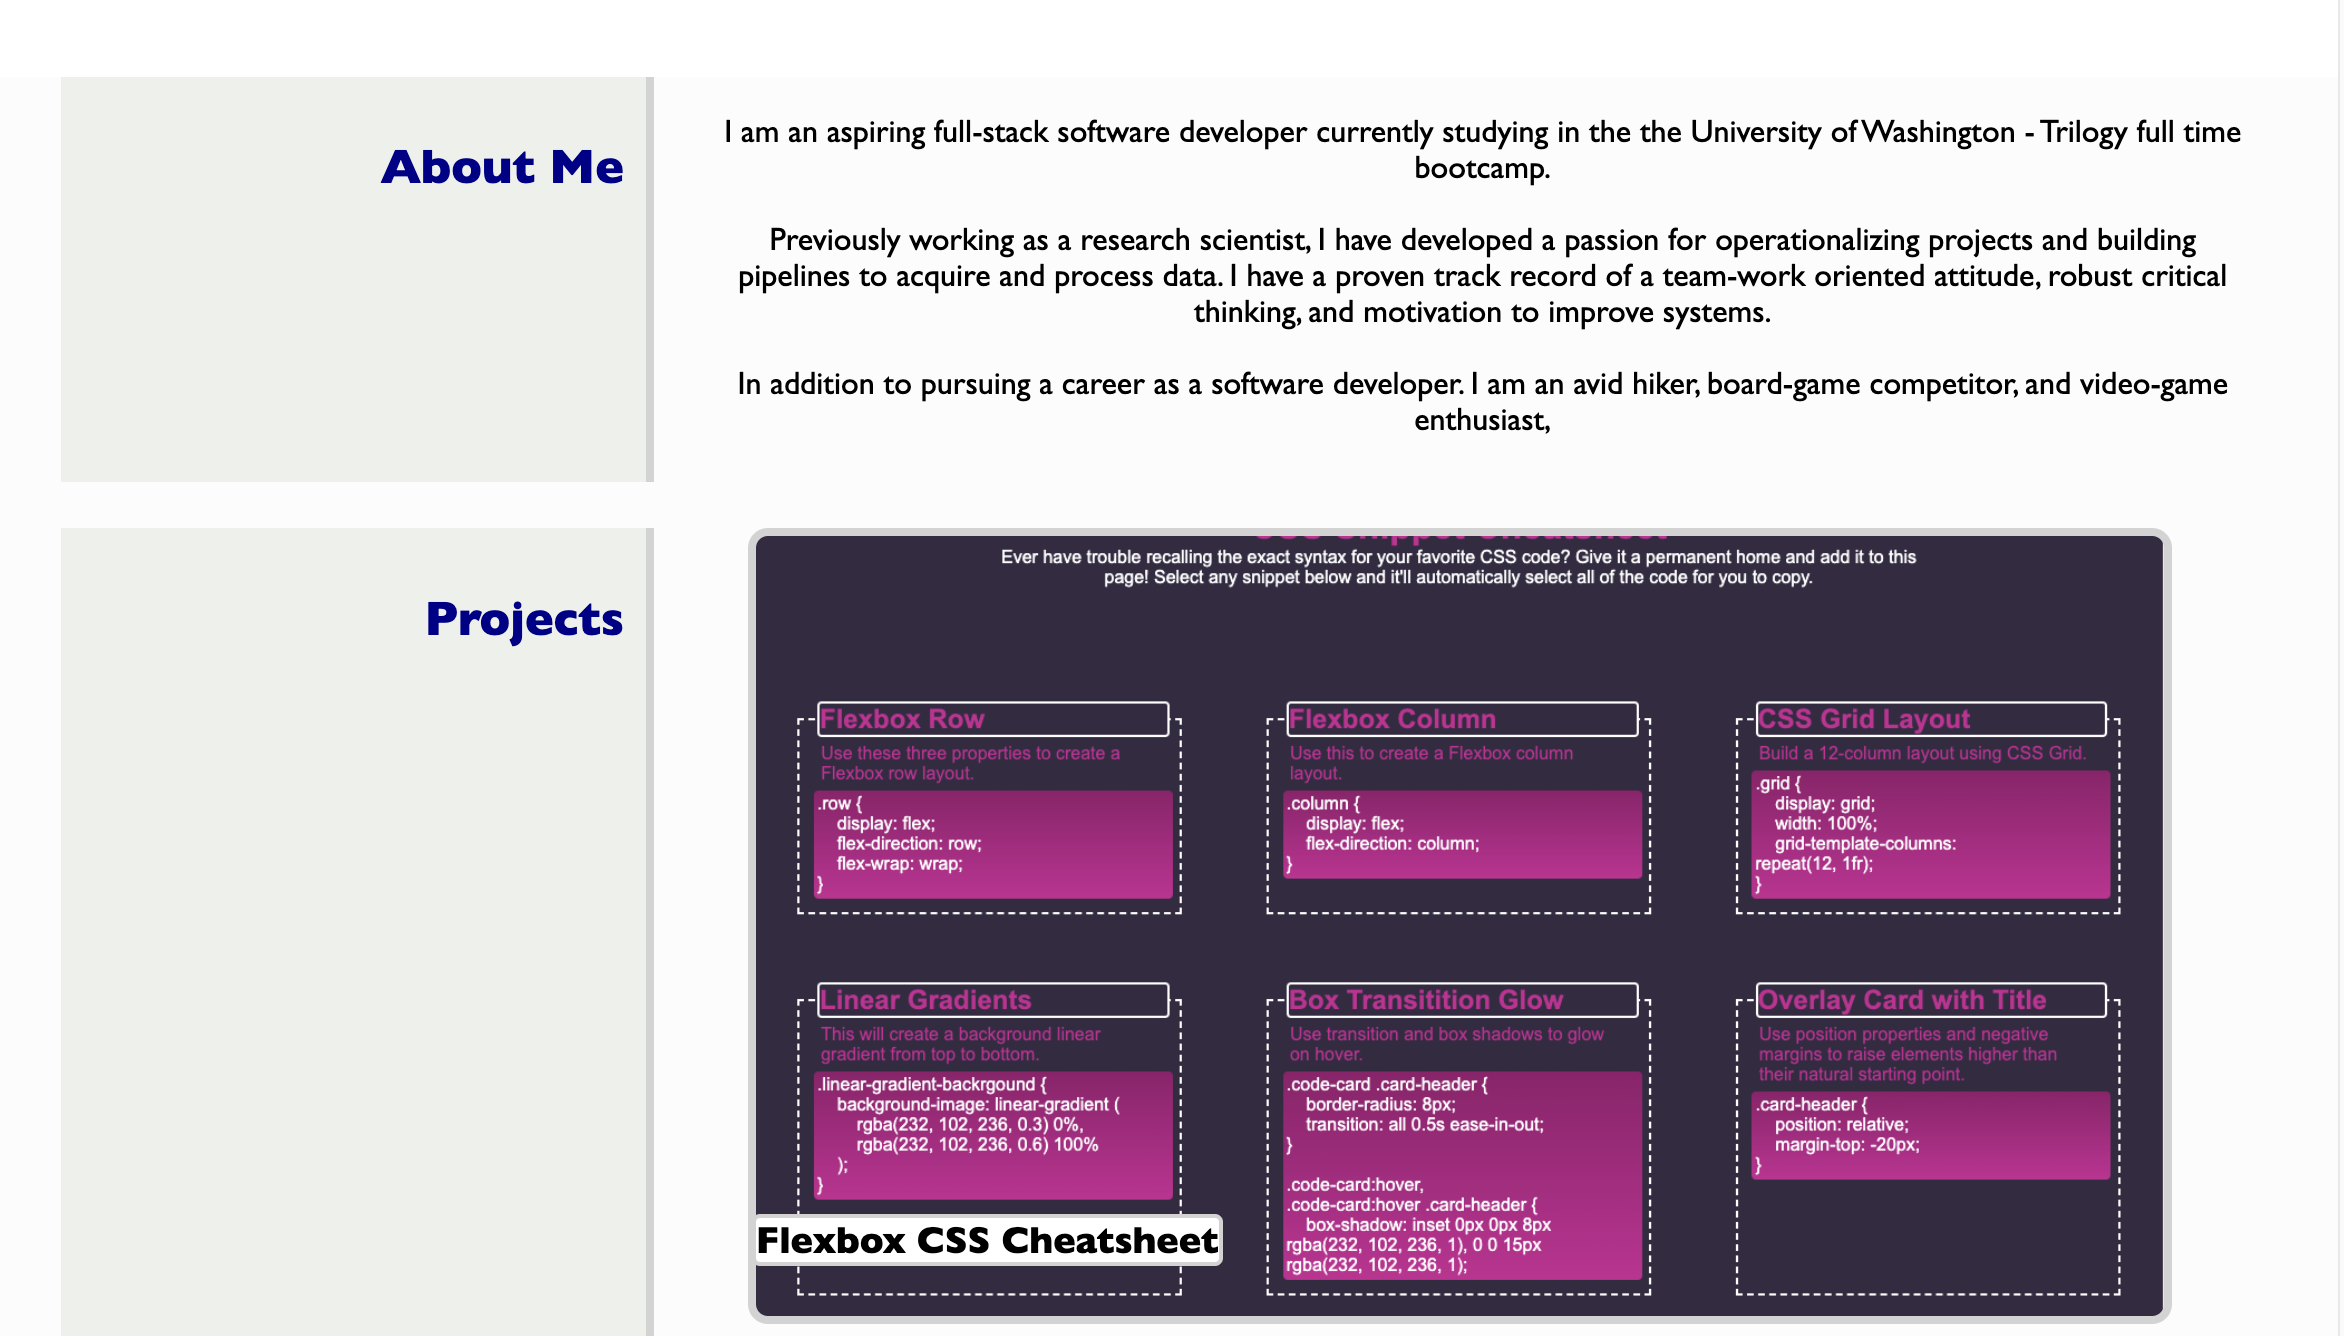 About Me
I am an aspiring full-stack software developer currently studying in the the University of Washington - Trilogy full time
bootcamp.
Previously working as a research scientist, I have developed a passion for operationalizing projects and building
pipelines to acquire and process data. I have a proven track record of a team-work oriented attitude, robust critical
thinking, and motivation to improve systems.
In addition to pursuing a career as a software developer. I am an avid hiker, board-game competitor, and video-game
enthusiast,
Projects
CSS Snippet Cheatsheet
Ever have trouble recalling the exact syntax for your favorite CSS code? Give it a permanent home and add it to this
page! Select any snippet below and it'll automatically select all of the code for you to copy.
Flexbox Row
Use these three properties to create a
Flexbox row layout.
.row {
display: flex;
flex-direction: row;
flex-wrap: wrap;
}
Flexbox Column
Use this to create a Flexbox column
layout.
.column {
display: flex;
flex-direction: column;
}
CSS Grid Layout
Build a 12-column layout using CSS Grid.
.grid {
display: grid;
width: 100%;
grid-template-columns:
repeat(12, 1fr);
}
Linear Gradients
This will create a background linear
gradient from top to bottom.
.linear-gradient-backrgound {
background-image: linear-gradient (
rgba(232, 102, 236, 0.3) 0%,
rgba(232, 102, 236, 0.6) 100%
);
}
Box Transitition Glow
Use transition and box shadows to glow
on hover.
.code-card .card-header {
border-radius: 8px;
transition: all 0.5s ease-in-out;
}
.code-card:hover,
.code-card:hover .card-header {
box-shadow: inset 0px 0px 8px
rgba(232, 102, 236, 1), 0 0 15px
rgba(232, 102, 236, 1);
Overlay Card with Title
Use position properties and negative
margins to raise elements higher than
their natural starting point.
.card-header {
position: relative;
margin-top: -20px;
}
Flexbox CSS Cheatsheet